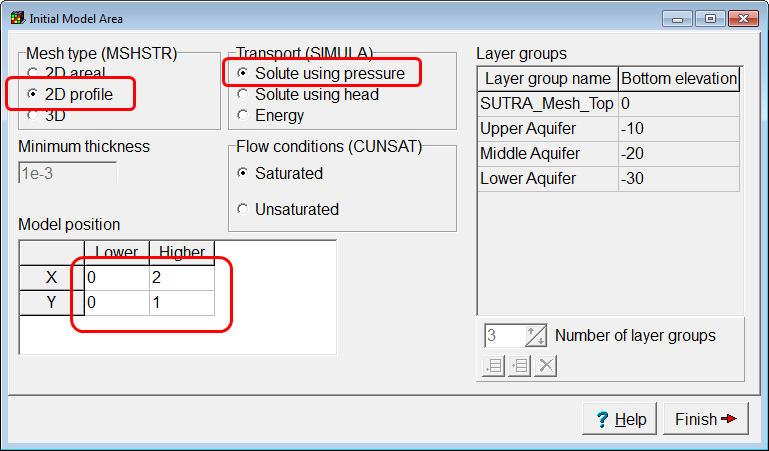 Initial Model Area
Mesh type (MSHSTR)
2D areal
2D profile
3D
Minimum thickness
1e-3
Transport (SIMULA)
Solute using pressure
Solute using head
Energy
Flow conditions (CUNSAT)
Saturated
Unsaturated
Model position
Lower Higher
X 0 2
Y 0 1
Layer groups
Layer group name Bottom elevation
SUTRA_Mesh_Top 0
Upper Aquifer -10
Middle Aquifer -20
Lower Aquifer -30
3 Number of layer groups
? Help Finish